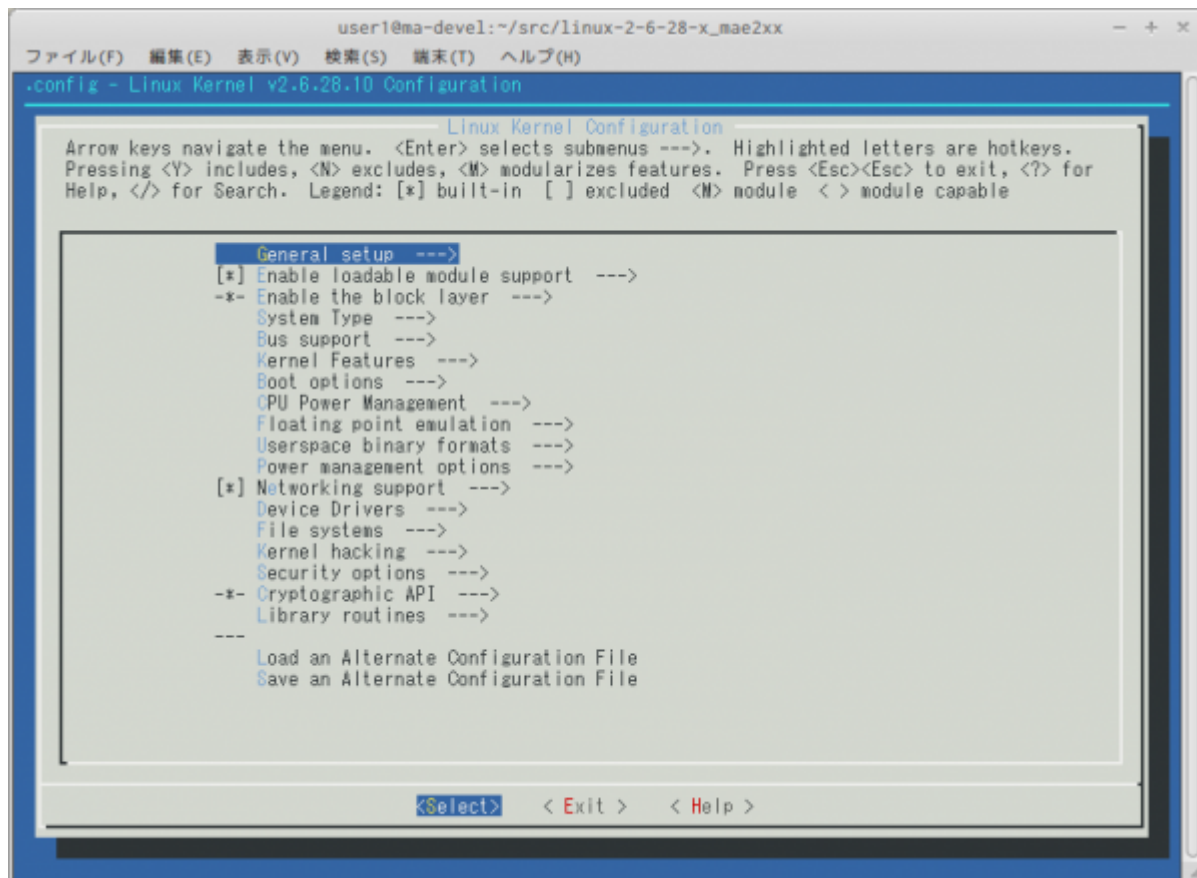 user1@ma-devel:~/src/linux-2-6-28-x_mae2xx
ファイル(F) 編集(E) 表示(V) 検索(S) 端末(T) ヘルプ(H)
.config - Linux Kernel v2.6.28.10 Configuration
Linux Kernel Configuration
Arrow keys navigate the menu. <Enter> selects submenus --->. Highlighted letters are hotkeys.
Pressing <Y> includes, <N> excludes, <M> modularizes features. Press <Esc><Esc> to exit, <?> for
Help, </> for Search. Legend: [*] built-in [ ] excluded <M> module < > module capable
General setup --->
[*] Enable loadable module support --->
-*- Enable the block layer --->
System Type --->
Bus support --->
Kernel Features --->
Boot options --->
CPU Power Management --->
Floating point emulation --->
Userspace binary formats --->
Power management options --->
[*] Networking support --->
Device Drivers --->
File systems --->
Kernel hacking --->
Security options --->
-*- Cryptographic API --->
Library routines --->
---
Load an Alternate Configuration File
Save an Alternate Configuration File
<Select> < Exit > < Help >